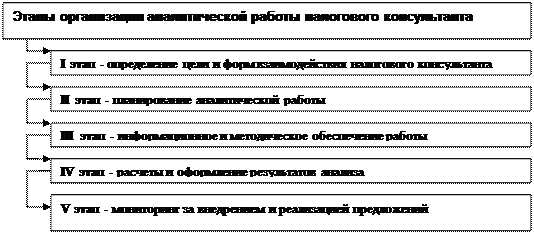 Этапы организации аналитической работы налогового консультанта
I этап - определение цели и форм взаимодействия налогового консультанта
II этап - планирование аналитической работы
III этап - информационное и методическое обеспечение работы
IV этап - расчеты и оформление результатов анализа
V этап - мониторинг за внедрением и реализацией предложений